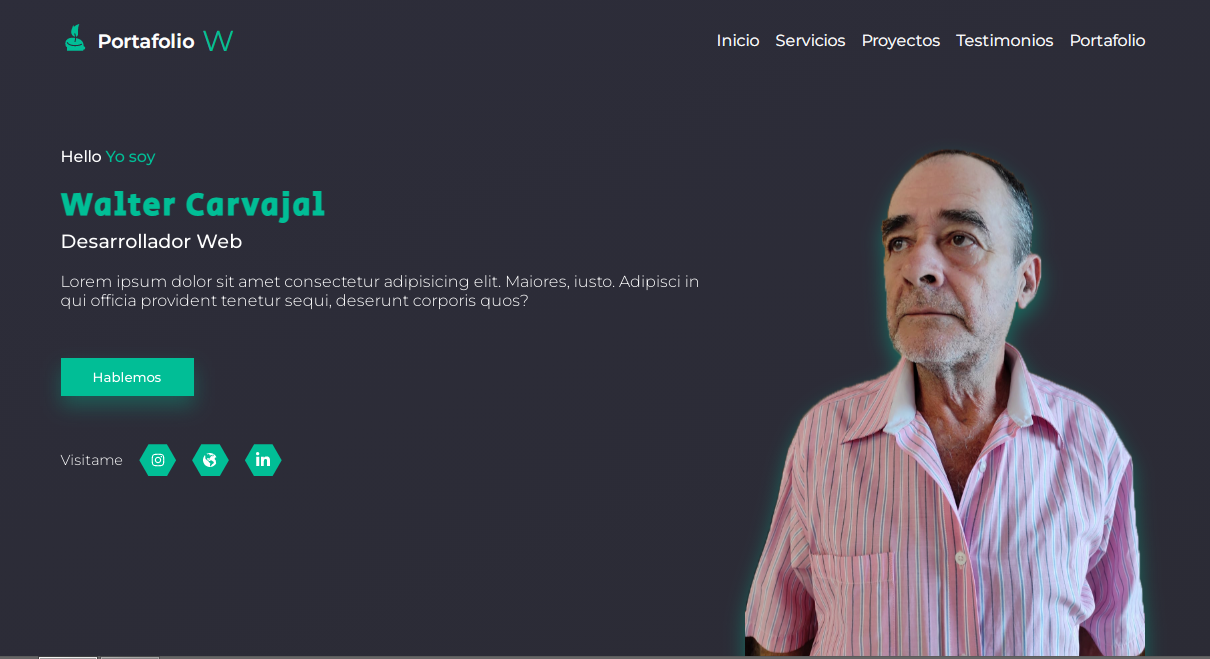 Portafolio W
Inicio Servicios Proyectos Testimonios Portafolio
Hello Yo soy
Walter Carvajal
Desarrollador Web
Lorem ipsum dolor sit amet consectetur adipisicing elit. Maiores, iusto. Adipisci in
qui officia provident tenetur sequi, deserunt corporis quos?
Hablemos
Visitame
in